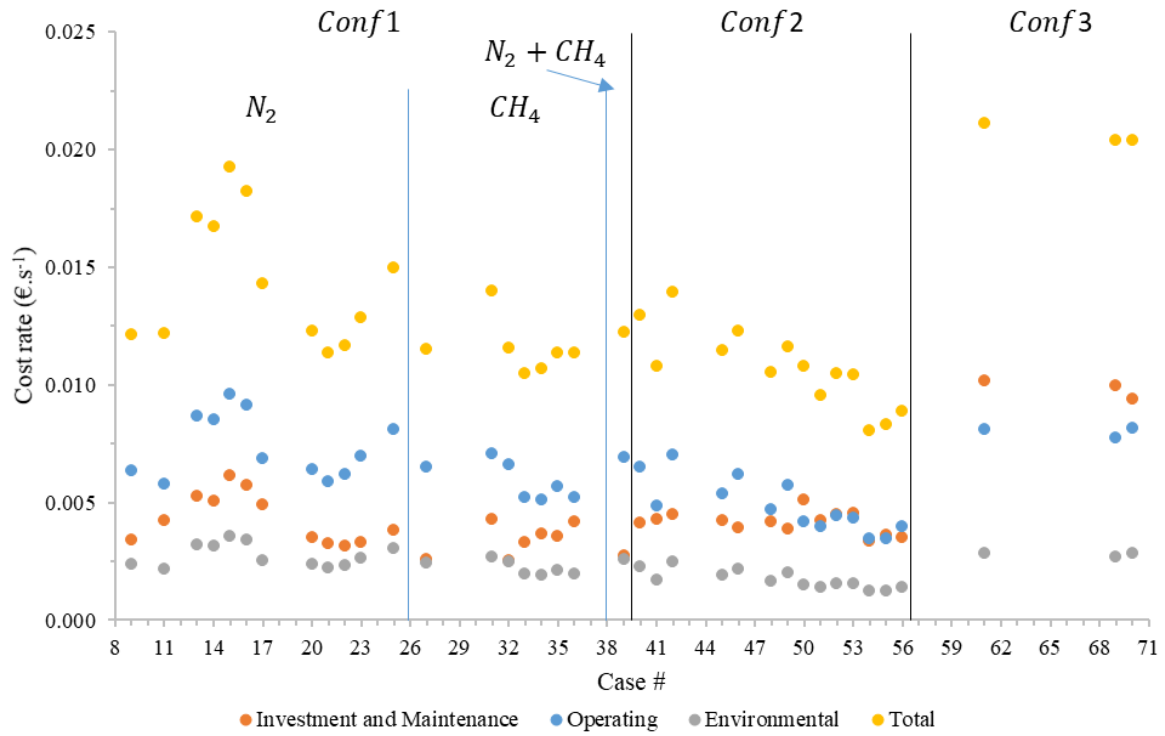 Conf 1
Conf 2
Conf 3
N₂ + CH₄
N₂
CH₄
0.025
0.020
0.015
0.010
0.005
0.000
Cost rate (€.s⁻¹)
8 11 14 17 20 23 26 29 32 35 38 41 44 47 50 53 56 59 62 65 68 71
Case #
Investment and Maintenance Operating Environmental Total